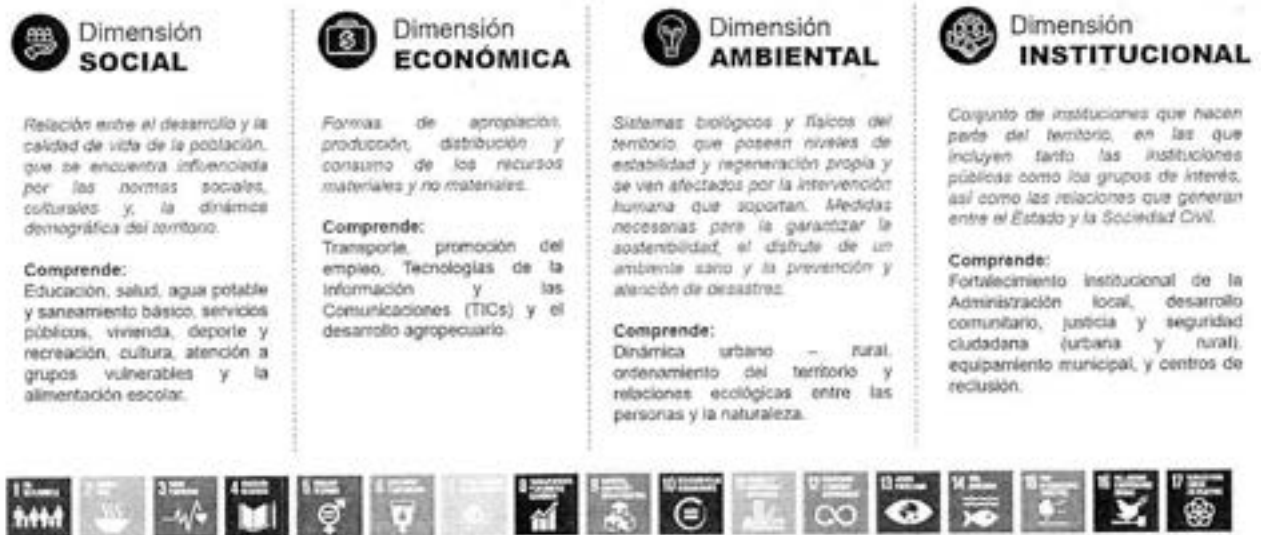 Dimensión
SOCIAL
Relación entre el desarrollo y la
calidad de vida de la población,
que se encuentra influenciada
por las normas sociales,
culturales y, la dinámica
demográfica del territorio.
Comprende:
Educación, salud, agua potable
y saneamiento básico, servicios
públicos, vivienda, deporte y
recreación, cultura, atención a
grupos vulnerables y la
alimentación escolar.
Dimensión
ECONÓMICA
Formas de apropiación,
producción, distribución y
consumo de los recursos
materiales y no materiales.
Comprende:
Transporte, promoción del
empleo, Tecnologías de la
Información y las
Comunicaciones (TICs) y el
desarrollo agropecuario.
Dimensión
AMBIENTAL
Sistemas biológicos y físicos del
territorio, que poseen niveles de
estabilidad y regeneración propia y
se ven afectados por la intervención
humana que soportan. Medidas
necesarias para la garantizar la
sostenibilidad, el disfrute de un
ambiente sano y la prevención y
atención de desastres.
Comprende:
Dinámica urbano – rural,
ordenamiento del territorio y
relaciones ecológicas entre las
personas y la naturaleza.
Dimensión
INSTITUCIONAL
Conjunto de instituciones que hacen
parte del territorio, en las que
incluyen tanto las instituciones
públicas como los grupos de interés,
así como las relaciones que generan
entre el Estado y la Sociedad Civil.
Comprende:
Fortalecimiento institucional de la
Administración local, desarrollo
comunitario, justicia y seguridad
ciudadana (urbana y rural),
equipamiento municipal, y centros de
reclusión.
1
2
3
4
5
6
8
9
10
12
13
14
15
16
17